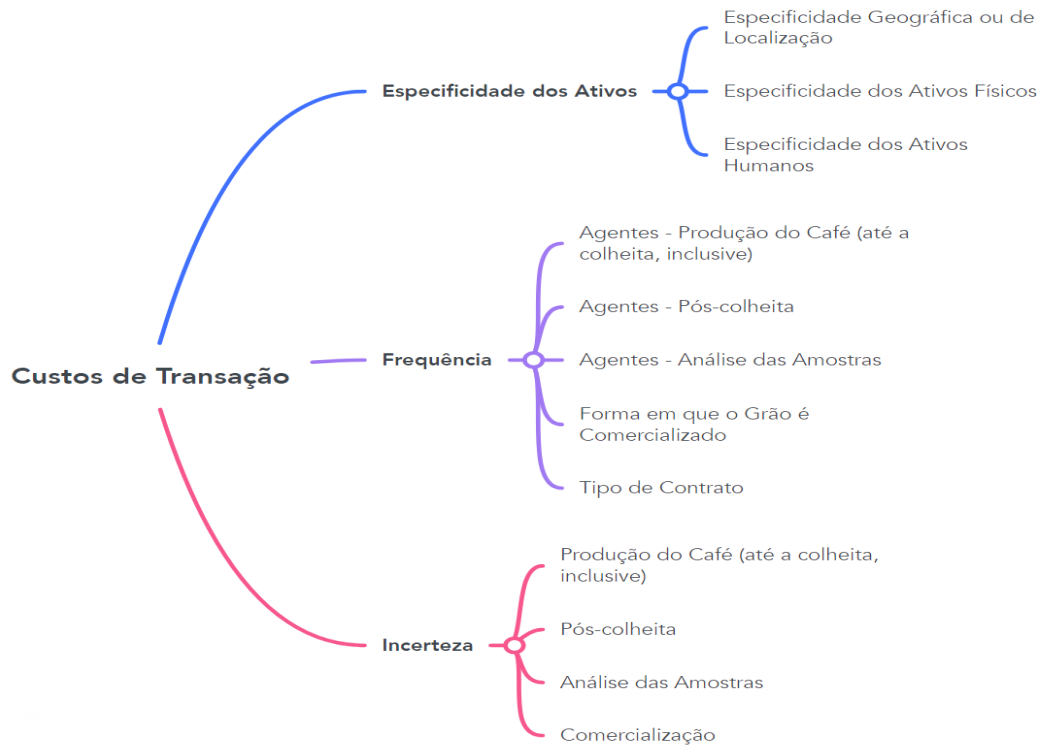 Custos de Transação
Especificidade dos Ativos
Especificidade Geográfica ou de
Localização
Especificidade dos Ativos Físicos
Especificidade dos Ativos
Humanos
Frequência
Agentes - Produção do Café (até a
colheita, inclusive)
Agentes - Pós-colheita
Agentes - Análise das Amostras
Forma em que o Grão é
Comercializado
Tipo de Contrato
Incerteza
Produção do Café (até a colheita,
inclusive)
Pós-colheita
Análise das Amostras
Comercialização